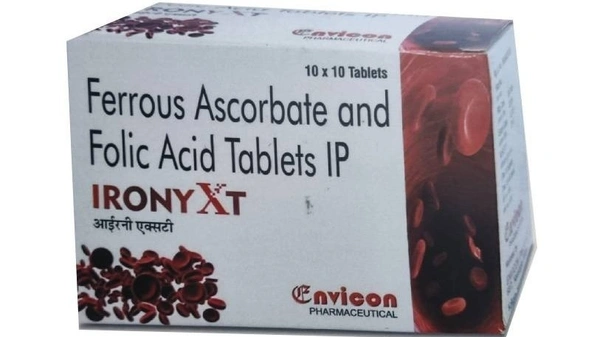 IRONY XT
Envicon
PHARMACEUTICAL
10 x 10 Tablets
Ferrous Ascorbate and
Folic Acid Tablets IP
IRONYXT
आईरनी एक्सटी
Envicon
PHARMACEUTICAL